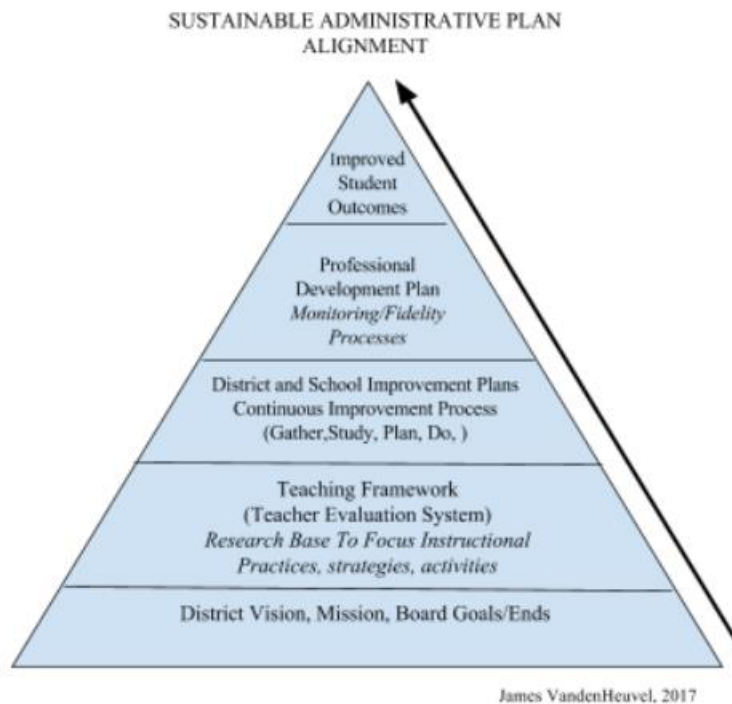 SUSTAINABLE ADMINISTRATIVE PLAN
ALIGNMENT
Improved
Student
Outcomes
Professional
Development Plan
Monitoring/Fidelity
Processes
District and School Improvement Plans
Continuous Improvement Process
(Gather,Study, Plan, Do, )
Teaching Framework
(Teacher Evaluation System)
Research Base To Focus Instructional
Practices, strategies, activities
District Vision, Mission, Board Goals/Ends
James VandenHeuvel, 2017